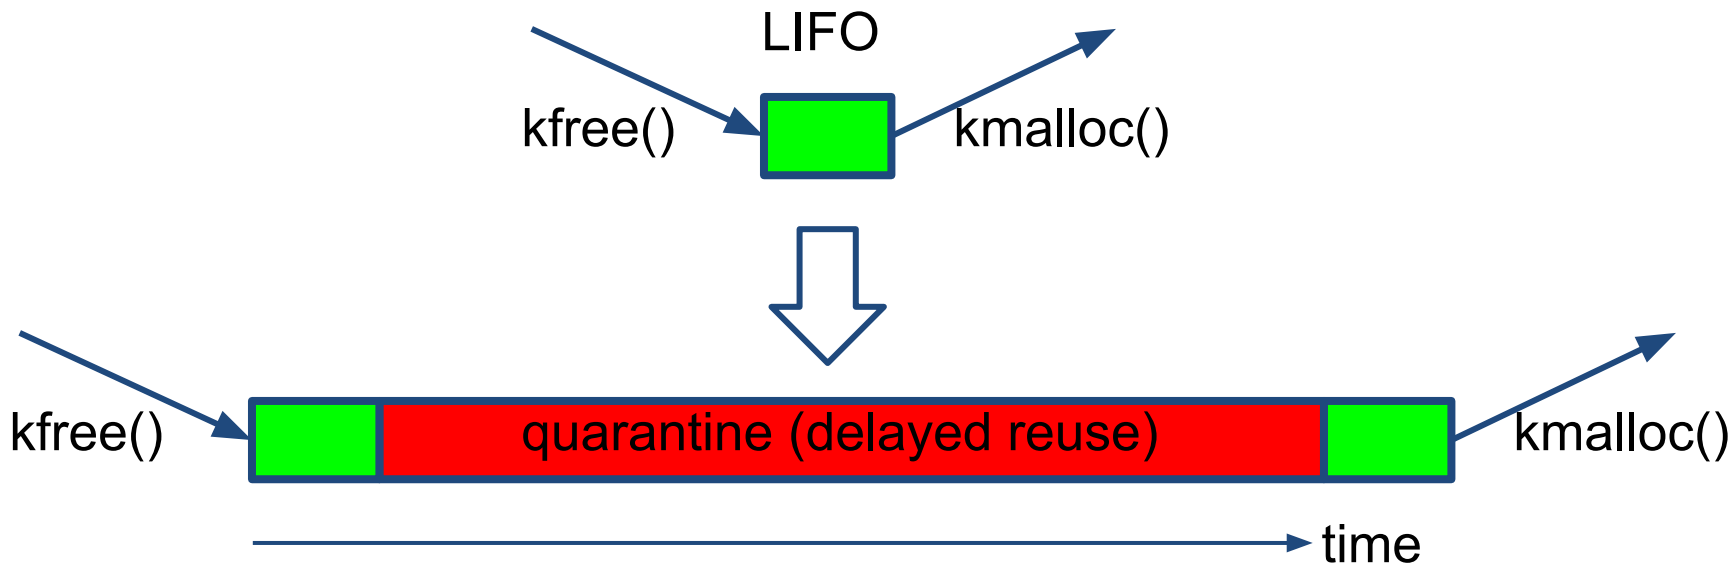 LIFO
kfree()
kmalloc()
kfree()
quarantine (delayed reuse)
kmalloc()
time